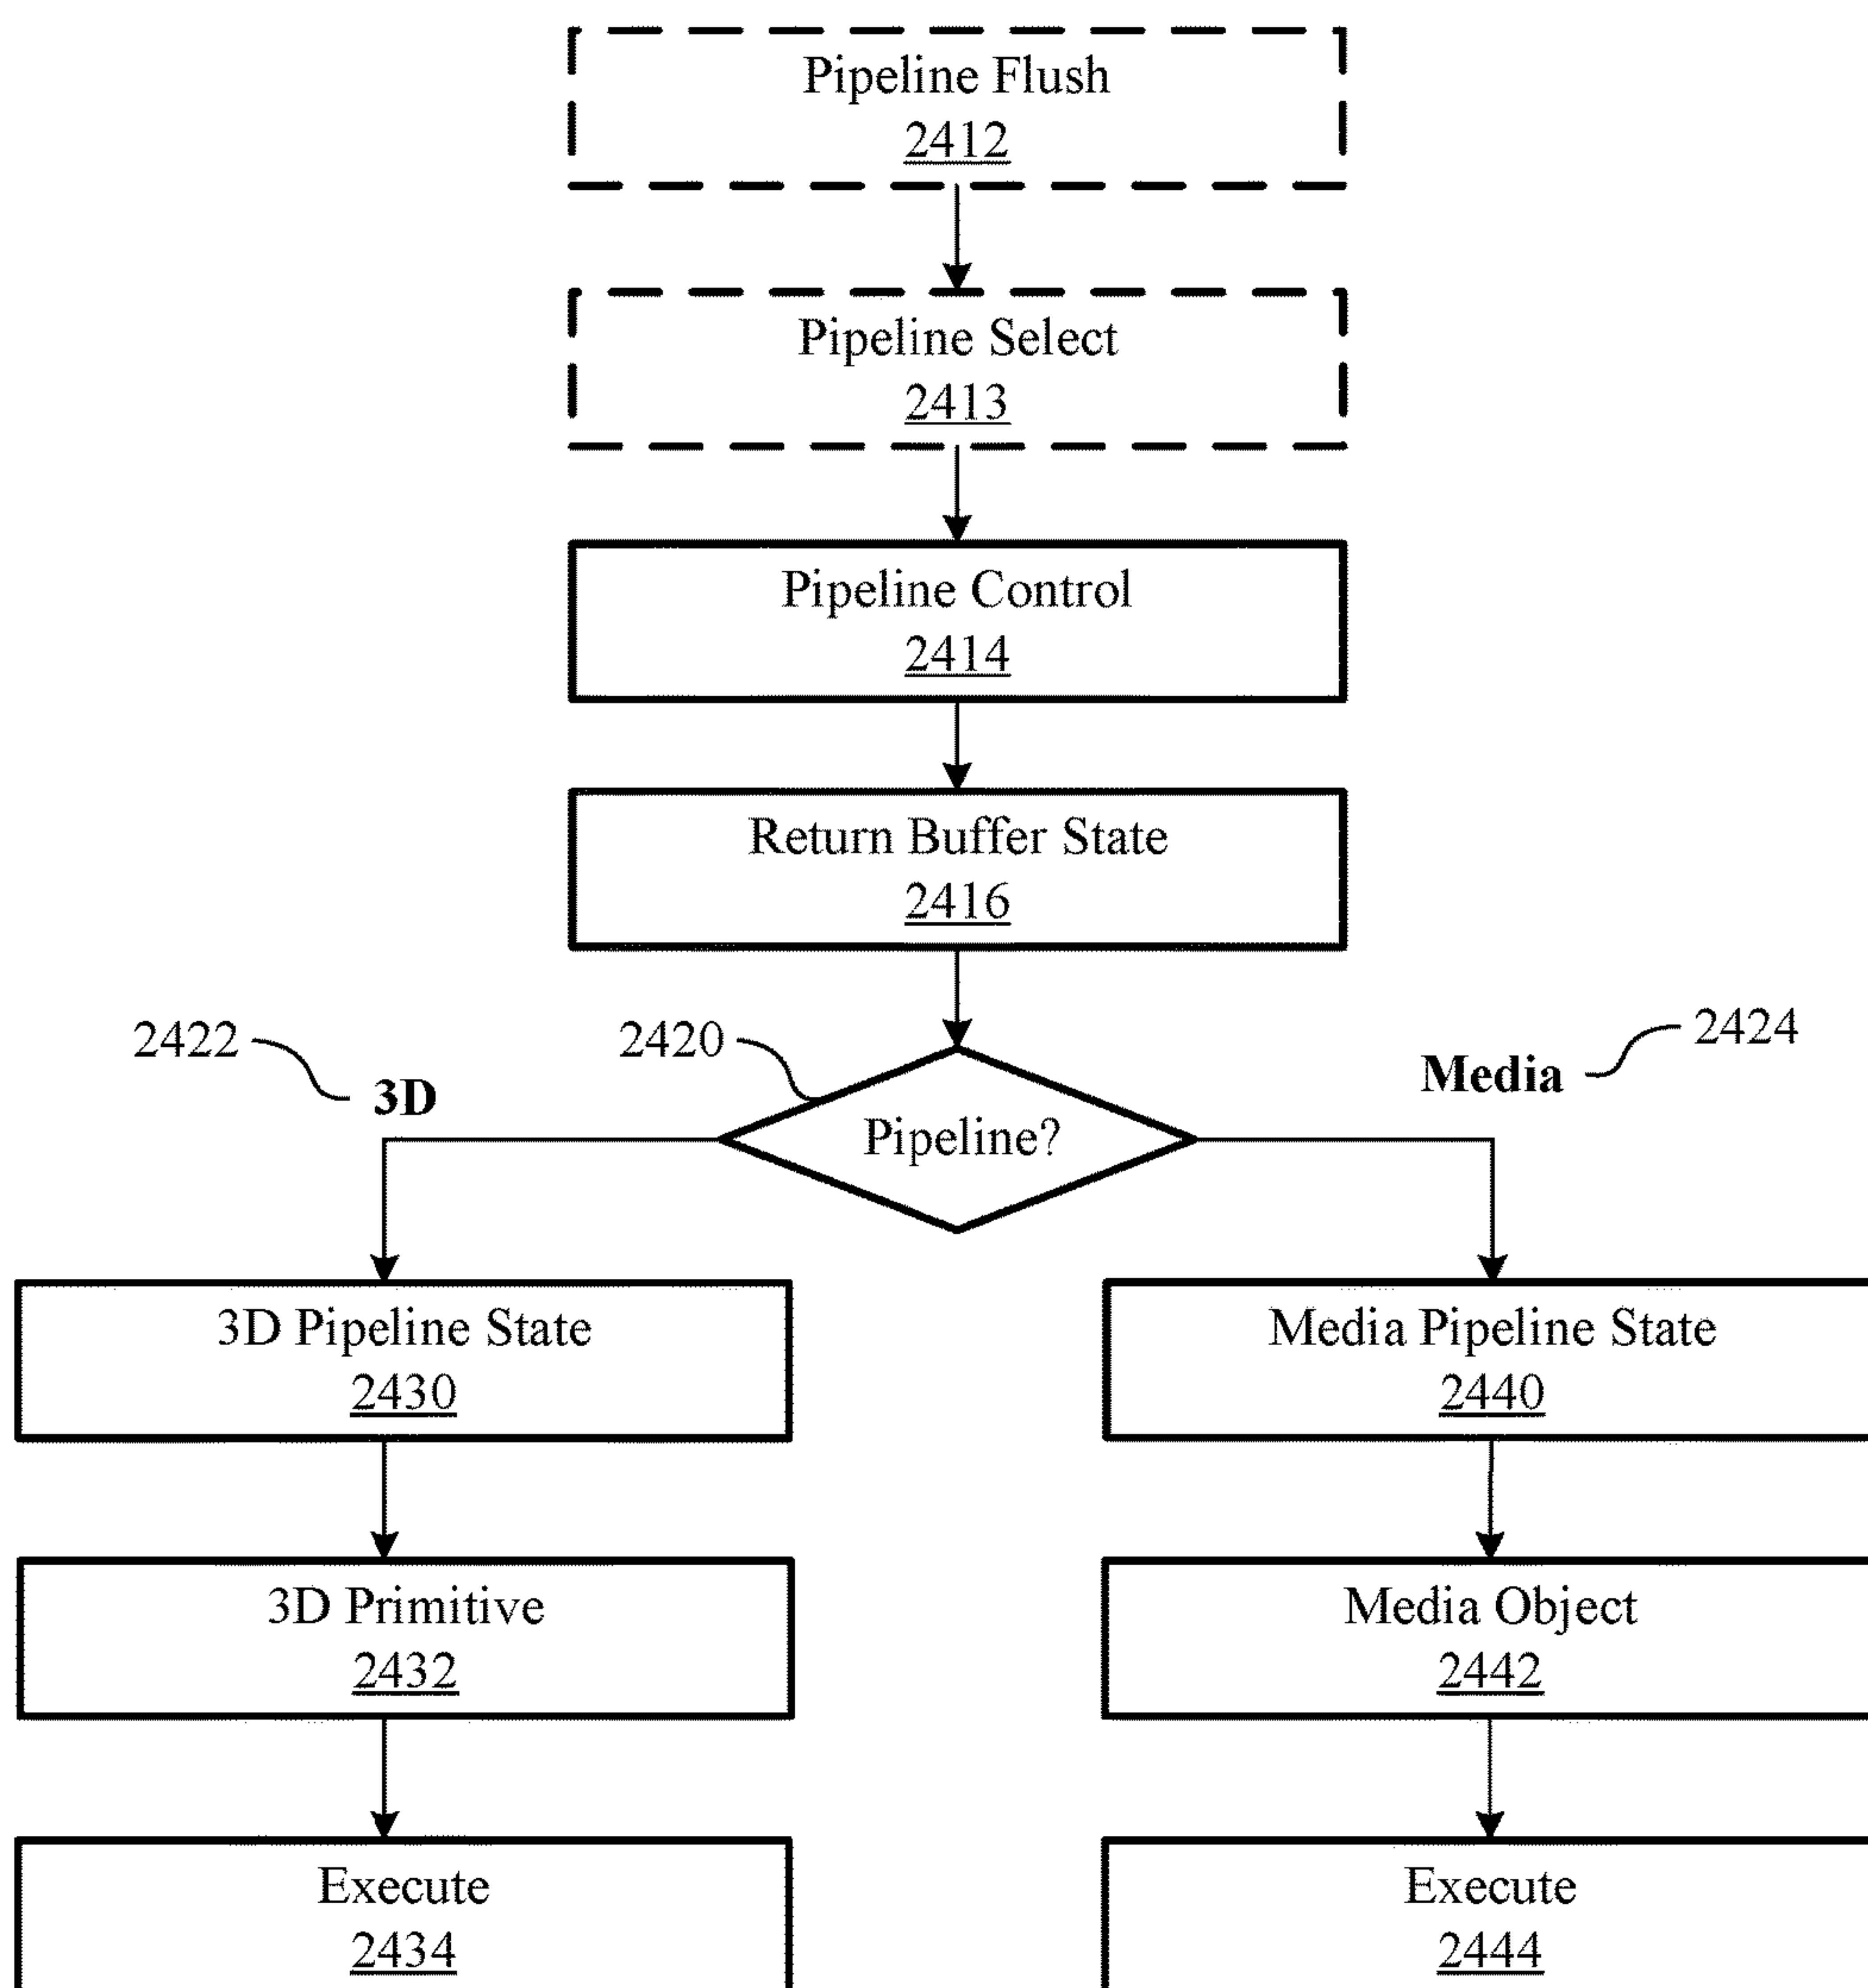 Pipeline Flush
2412
Pipeline Select
2413
Pipeline Control
2414
Return Buffer State
2416
2422
2420
2424
3D
Media
Pipeline?
3D Pipeline State
2430
Media Pipeline State
2440
3D Primitive
2432
Media Object
2442
Execute
2434
Execute
2444